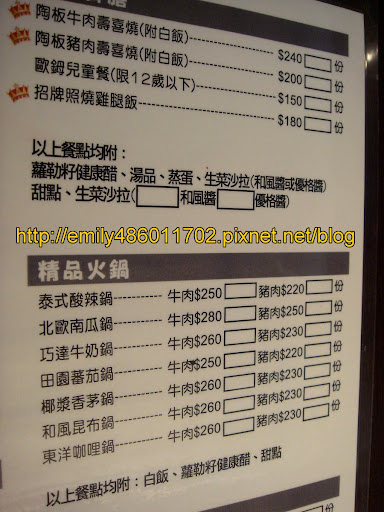 陶板牛肉壽喜燒(附白飯)----------$240 份
陶板豬肉壽喜燒(附白飯)----------$200 份
歐姆兒童餐(限12歲以下)----------$150 份
招牌照燒雞腿飯----------$180 份
以上餐點均附：
蘿勒籽健康醋、湯品、蒸蛋、生菜沙拉(和風醬或優格醬)
甜點、生菜沙拉( 和風醬 優格醬)
http://emily486011702.pixnet.net/blog
精品火鍋
泰式酸辣鍋----------牛肉$250 豬肉$220 份
北歐南瓜鍋----------牛肉$280 豬肉$250 份
巧達牛奶鍋----------牛肉$260 豬肉$230 份
田園蕃茄鍋----------牛肉$250 豬肉$220 份
椰漿香茅鍋----------牛肉$260 豬肉$230 份
和風昆布鍋----------牛肉$260 豬肉$230 份
東洋咖哩鍋----------牛肉$260 豬肉$230 份
以上餐點均附：白飯、蘿勒籽健康醋、甜點